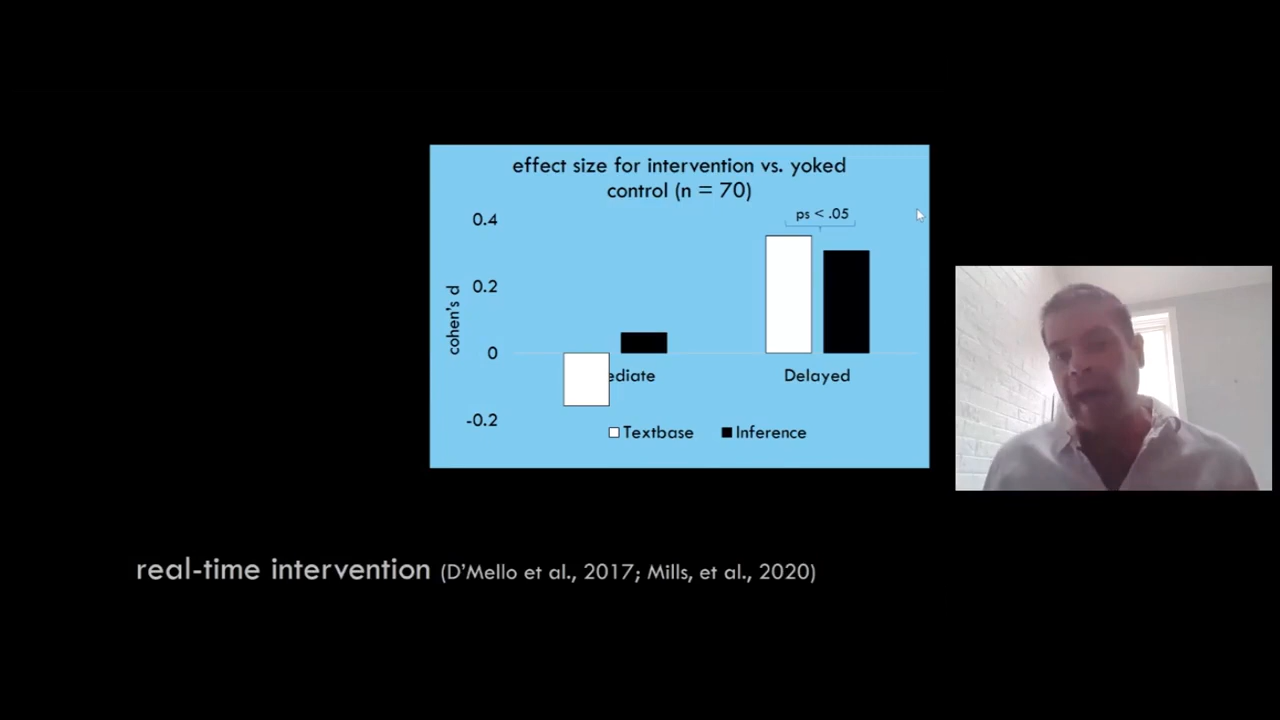 effect size for intervention vs. yoked
control (n = 70)
ps < .05
0.4
0.2
0
-0.2
cohen's d
ediate
Delayed
Textbase
Inference
real-time intervention (D'Mello et al., 2017; Mills, et al., 2020)